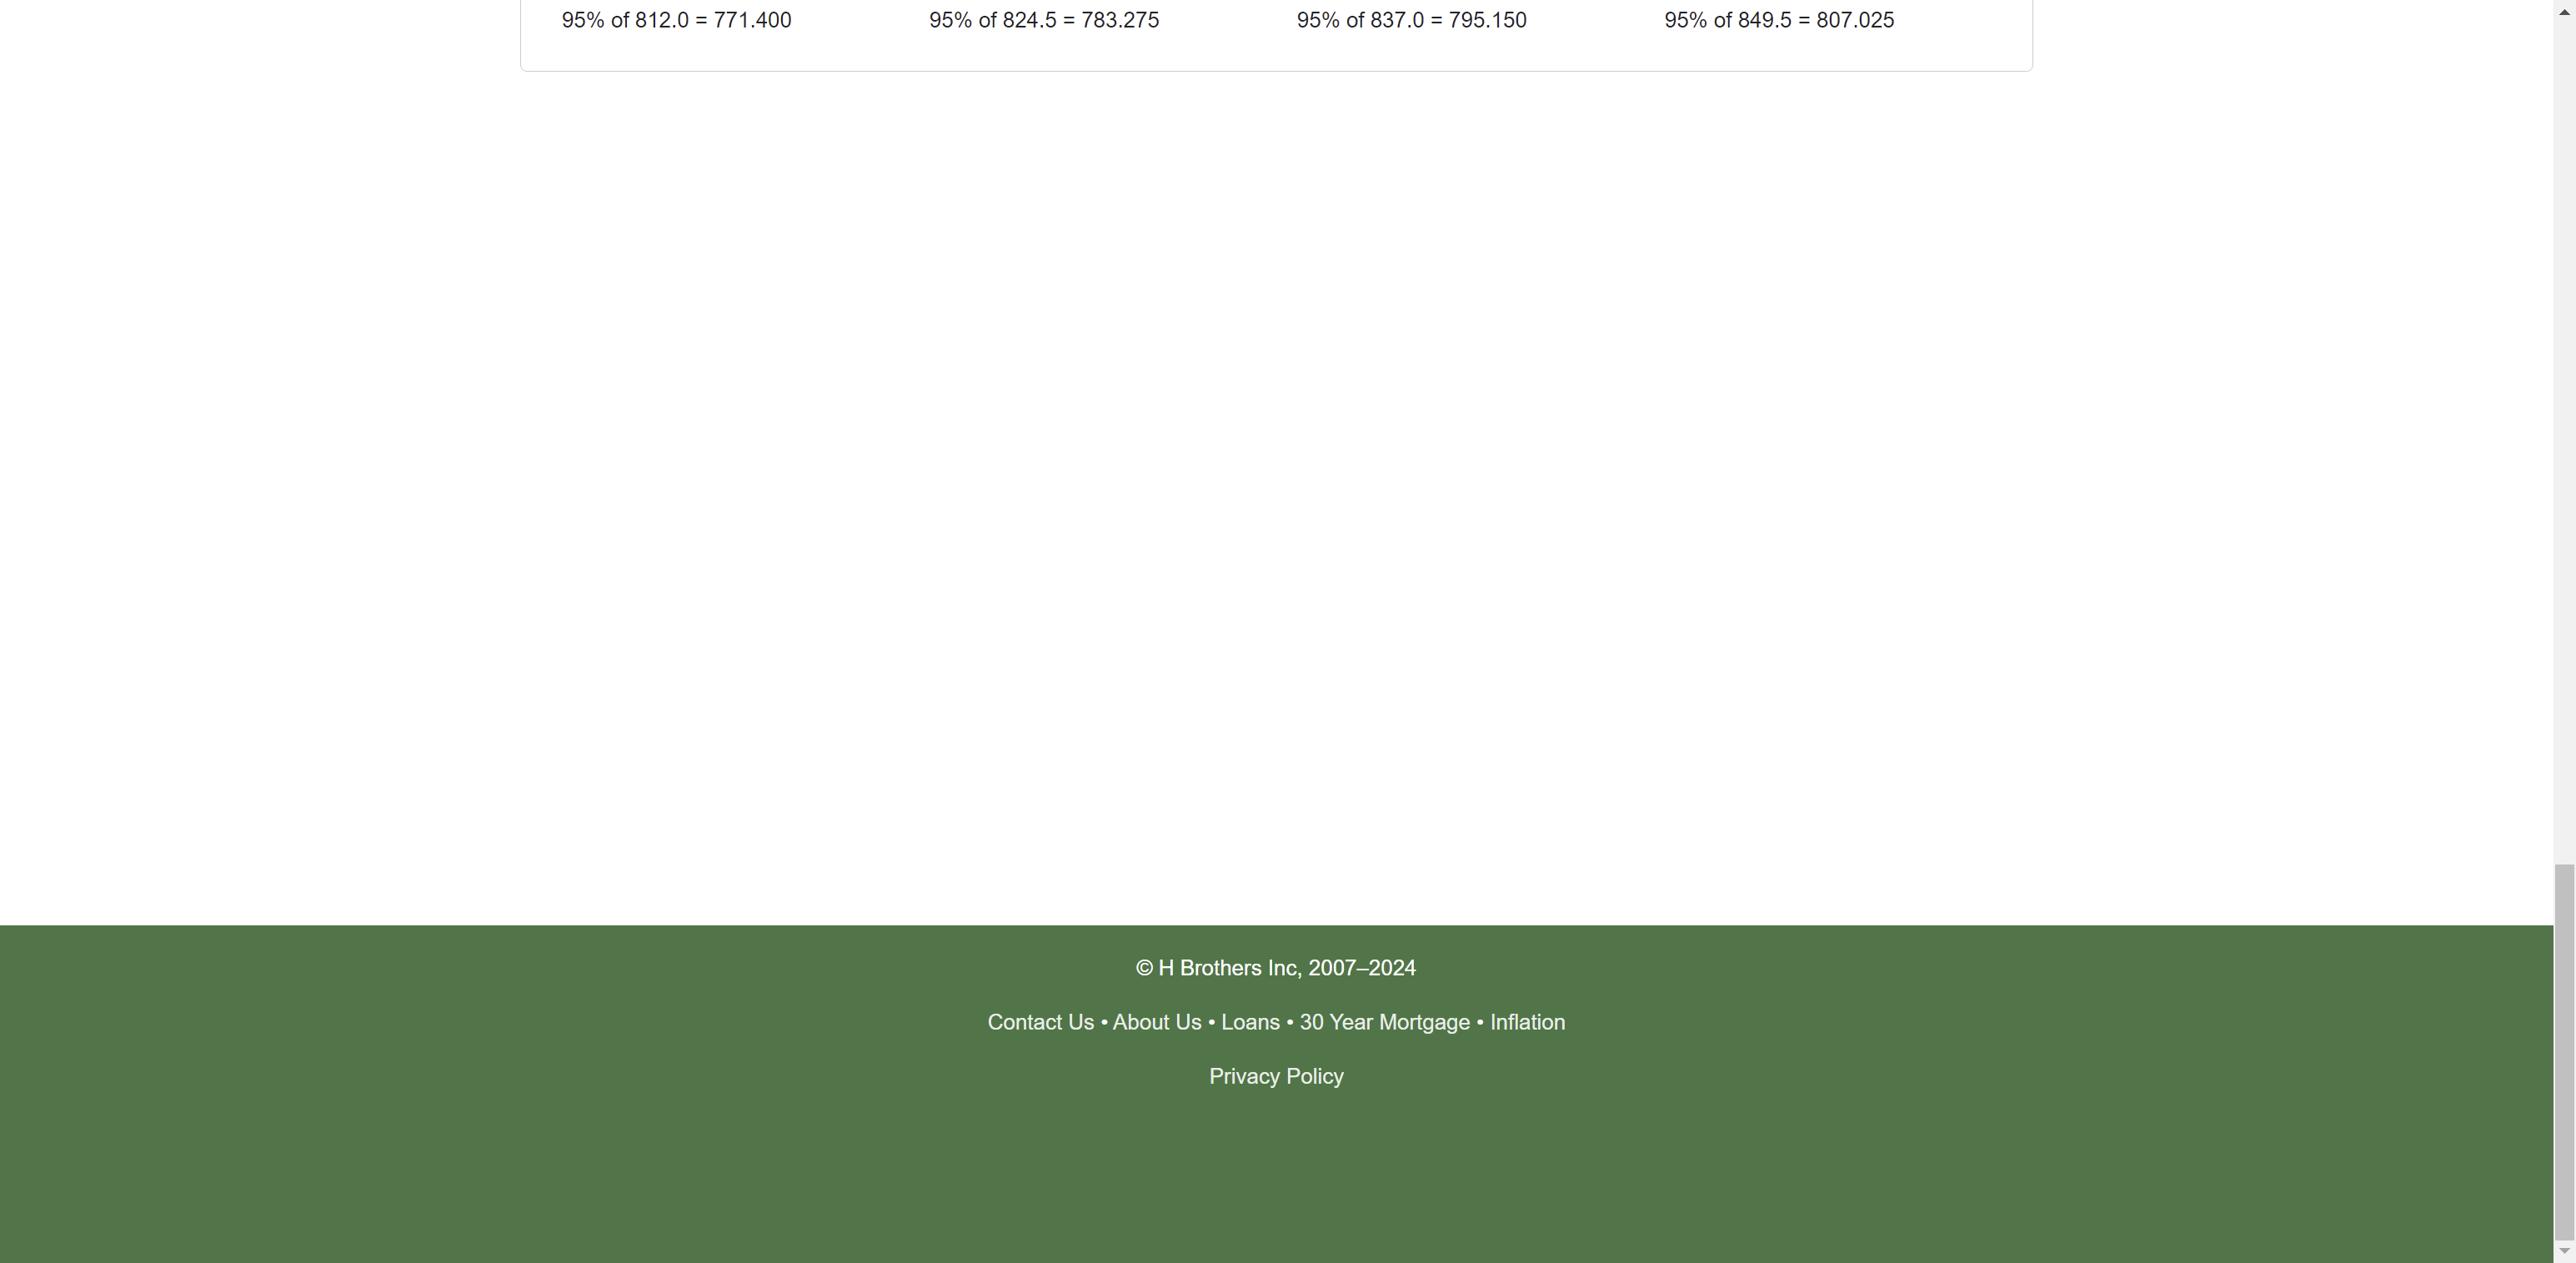 95% of 812.0 = 771.400 95% of 824.5 = 783.275 95% of 837.0 = 795.150 95% of 849.5 = 807.025
© H Brothers Inc, 2007–2024
Contact Us • About Us • Loans • 30 Year Mortgage • Inflation
Privacy Policy